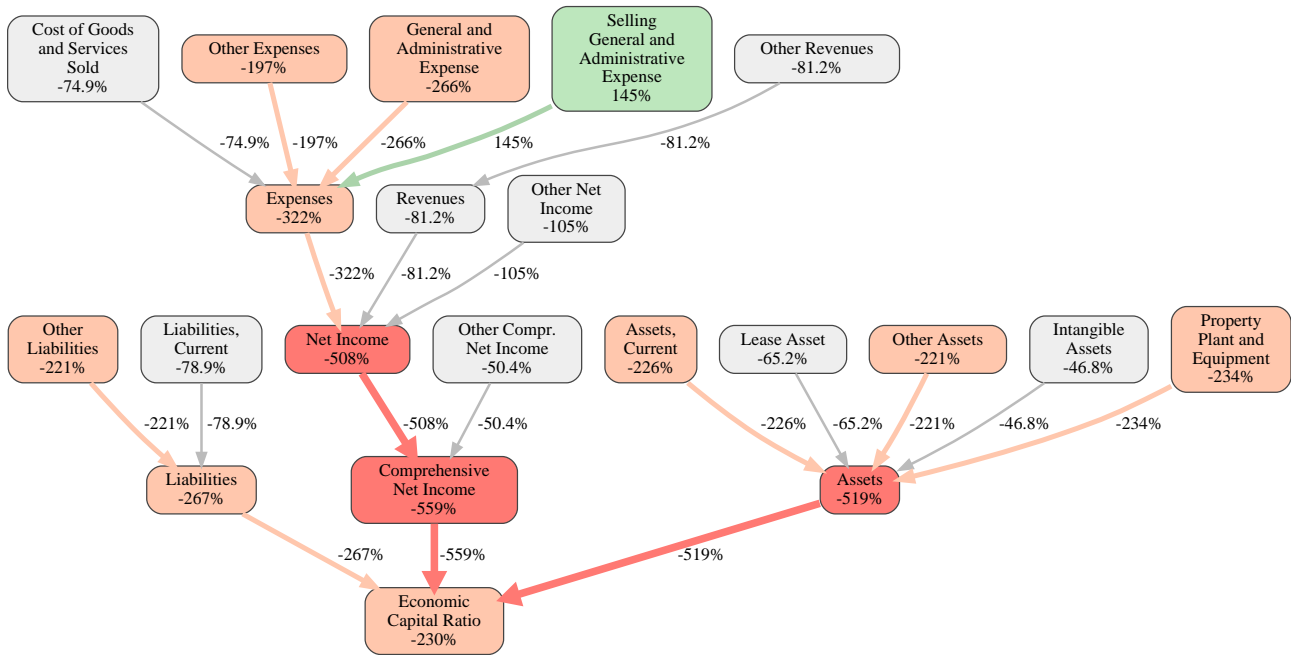 Cost of Goods
and Services
Sold
-74.9%
Other Expenses
-197%
General and
Administrative
Expense
-266%
Selling
General and
Administrative
Expense
145%
Other Revenues
-81.2%
-74.9%
-197%
-266%
145%
-81.2%
Expenses
-322%
Revenues
-81.2%
Other Net
Income
-105%
-322%
-81.2%
-105%
Other
Liabilities
-221%
Liabilities,
Current
-78.9%
Net Income
-508%
Other Compr.
Net Income
-50.4%
Assets,
Current
-226%
Lease Asset
-65.2%
Other Assets
-221%
Intangible
Assets
-46.8%
Property
Plant and
Equipment
-234%
-221%
-78.9%
-508%
-50.4%
-226%
-65.2%
-221%
-46.8%
-234%
Liabilities
-267%
Comprehensive
Net Income
-559%
Assets
-519%
-267%
-559%
-519%
Economic
Capital Ratio
-230%